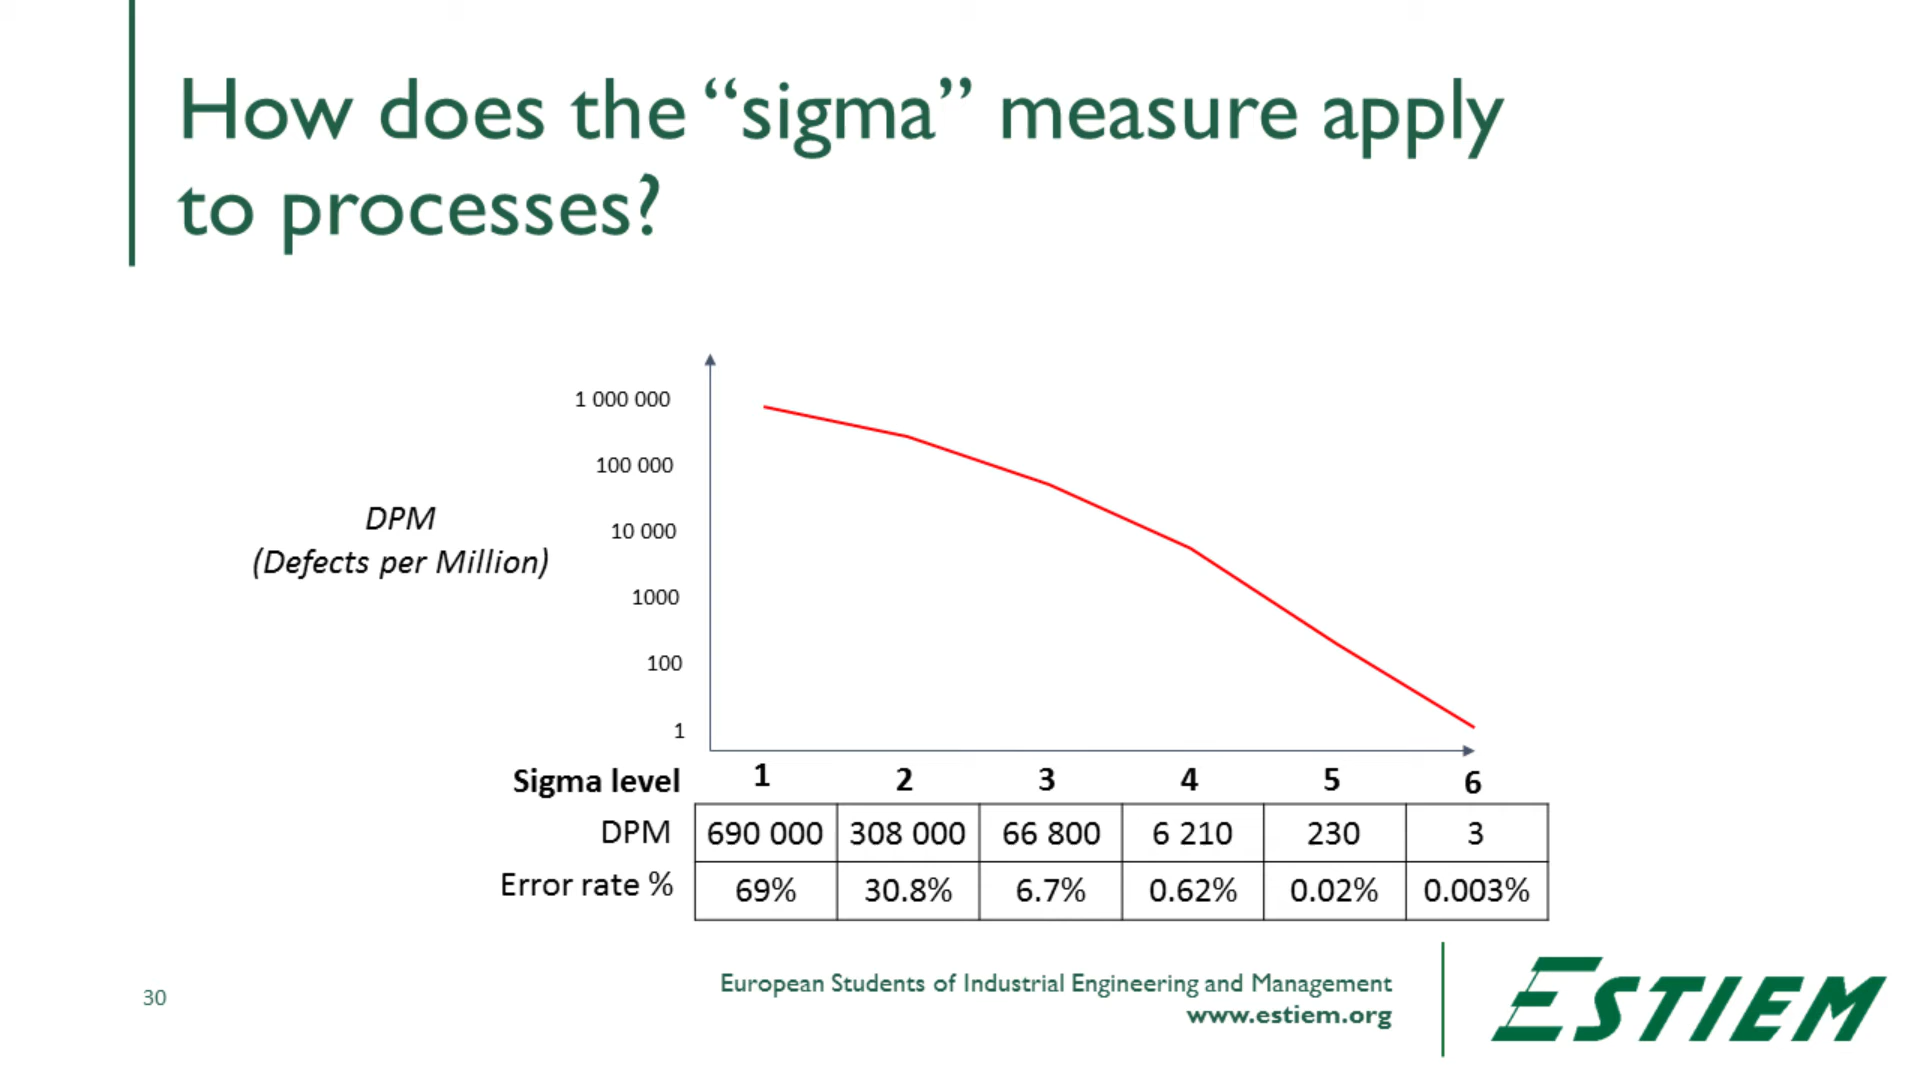 How does the “sigma” measure apply
to processes?
1 000 000
100 000
DPM
(Defects per Million)
10 000
1000
100
1
Sigma level 1 2 3 4 5 6
DPM 690 000 308 000 66 800 6 210 230 3
Error rate % 69% 30.8% 6.7% 0.62% 0.02% 0.003%
30
European Students of Industrial Engineering and Management
www.estiem.org
ESTIEM